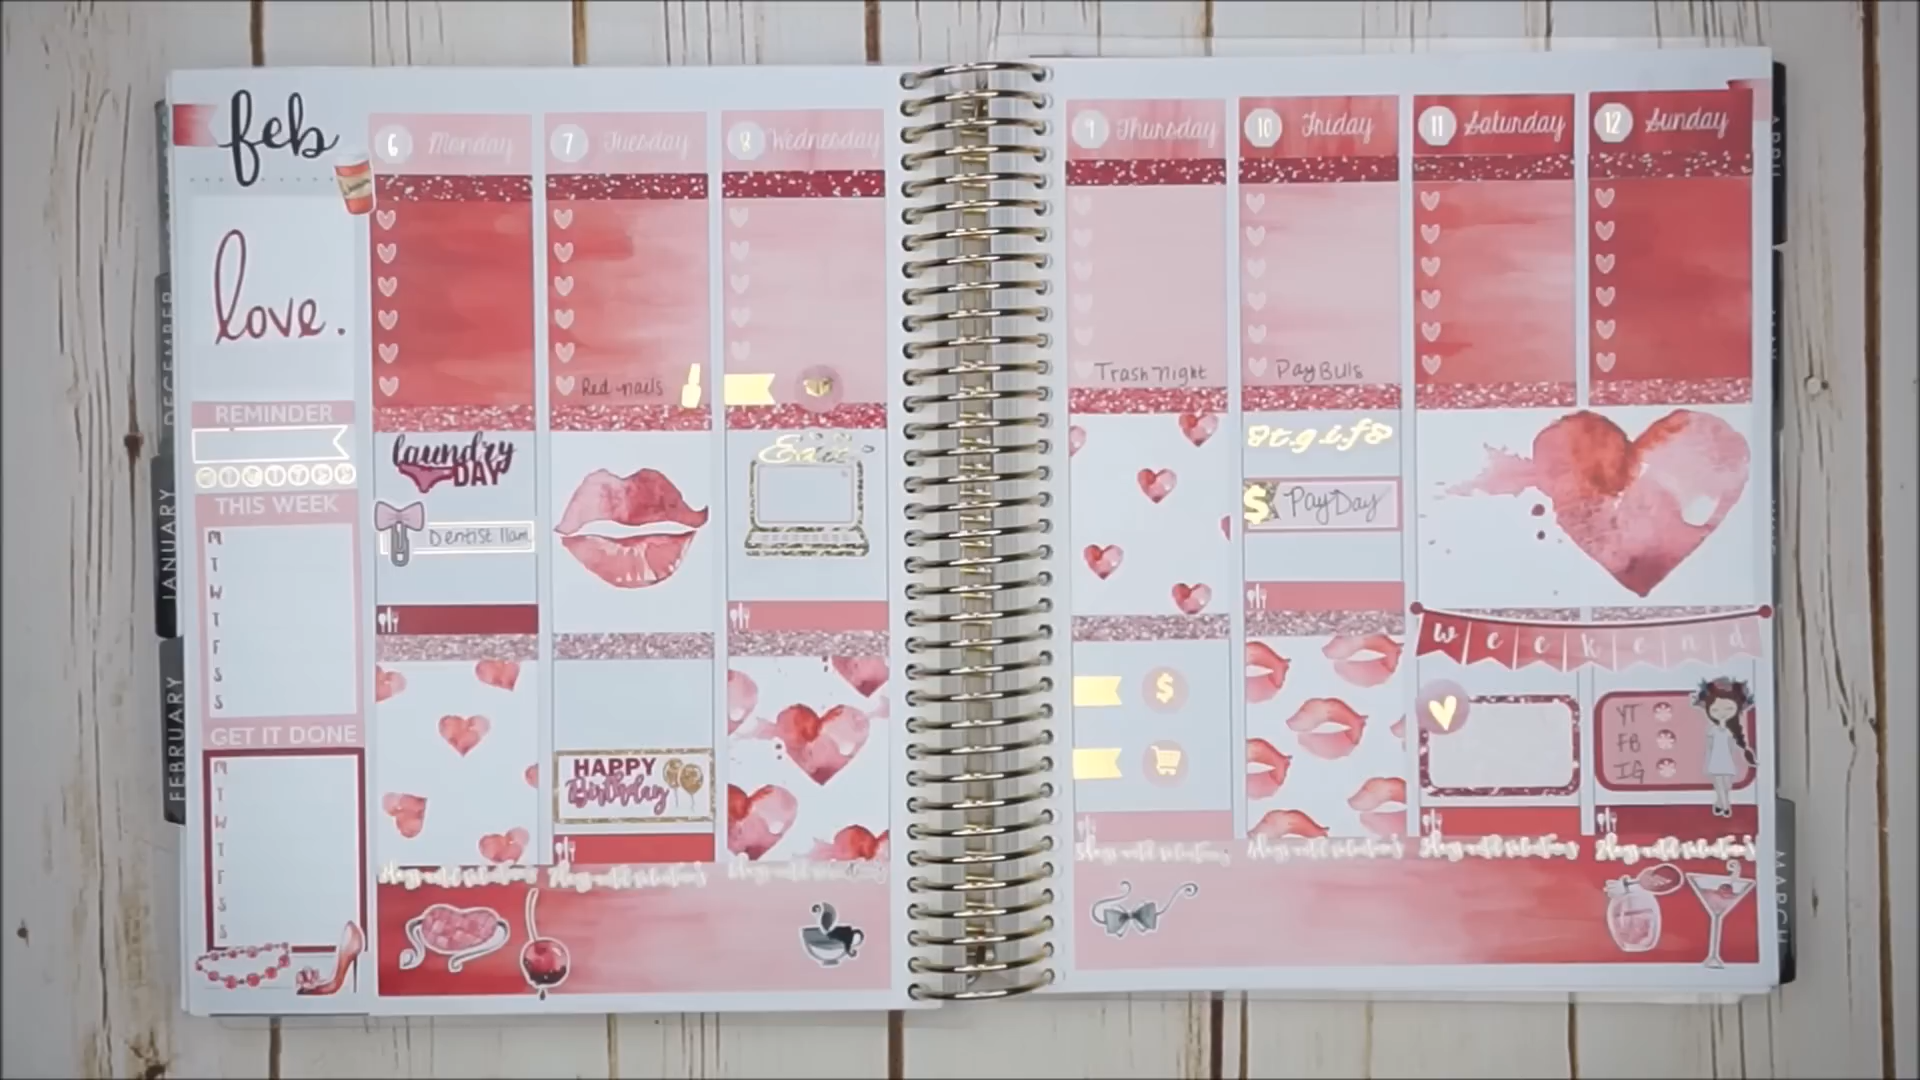 feb
love.
REMINDER
THIS WEEK
M
T
W
T
F
S
S
GET IT DONE
M
T
W
T
F
S
S
6 Monday
laundry
DAY
Dentist 11am
7 Tuesday
Red nails
HAPPY
Birthday
8 Wednesday
9 Thursday
Trash night
10 Friday
Pay Bills
t.g.i.f
$ PayDay
11 Saturday
12 Sunday
weekend
YT
FB
IG
$
DECEMBER
JANUARY
FEBRUARY
APRIL
MARCH